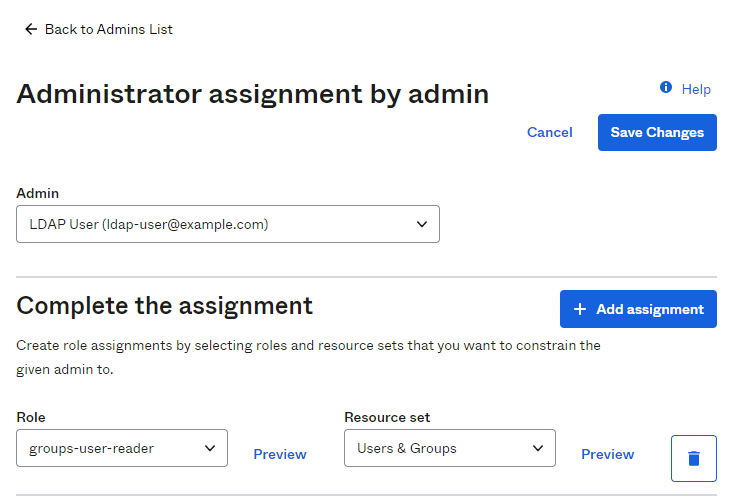 Back to Admins List
Administrator assignment by admin
Help
Cancel
Save Changes
Admin
LDAP User (ldap-user@example.com)
Complete the assignment
Add assignment
Create role assignments by selecting roles and resource sets that you want to constrain the
given admin to.
Role
Resource set
groups-user-reader
Preview
Users & Groups
Preview